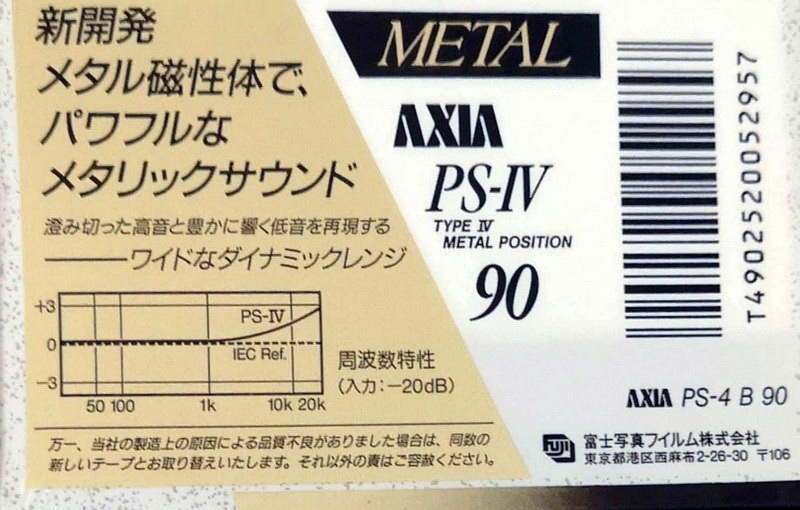 新開発
メタル磁性体で、
パワフルな
メタリックサウンド
澄み切った高音と豊かに響く低音を再現する
――ワイドなダイナミックレンジ
+3
0
−3
PS-IV
IEC Ref.
50 100 1k 10k 20k
周波数特性
(入力:−20dB)
万一、当社の製造上の原因による品質不良がありました場合は、同数の
新しいテープとお取り替えいたします。それ以外の責はご容赦ください。
METAL
AXIA
PS-IV
TYPE IV
METAL POSITION
90
T4902520052957
AXIA PS-4 B 90
FUJI
富士写真フイルム株式会社
東京都港区西麻布2-26-30 〒106